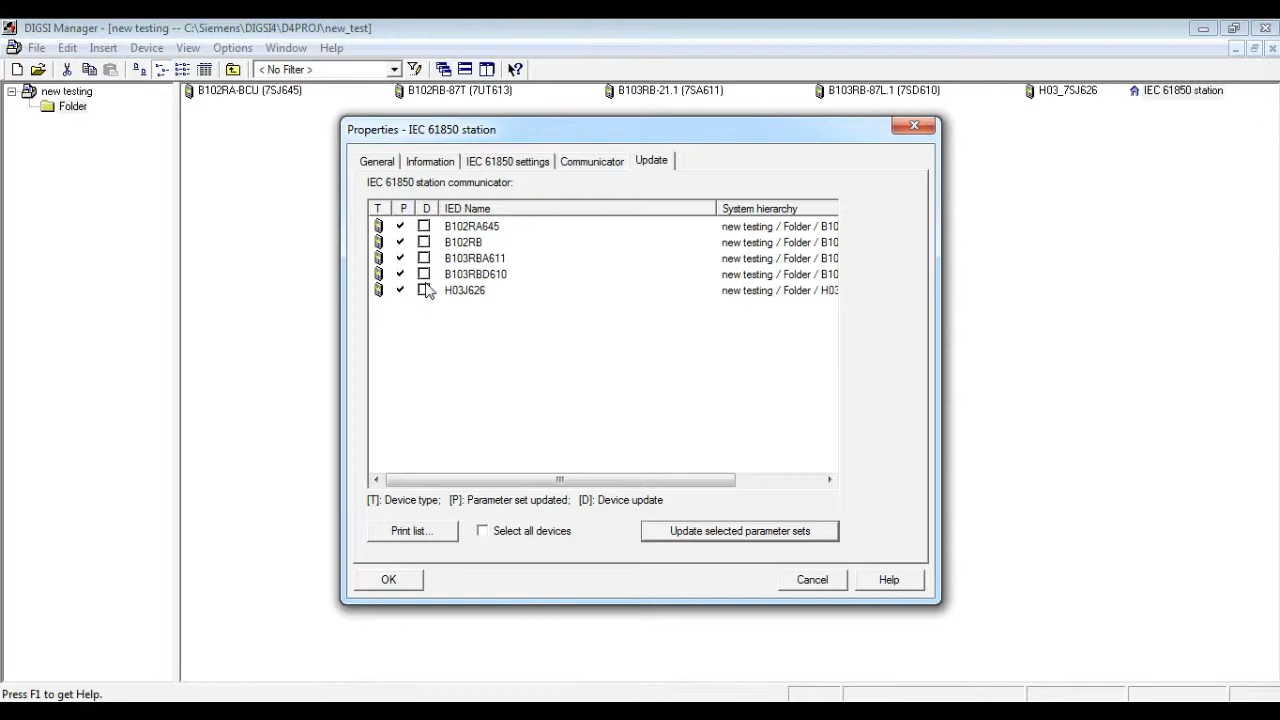 DIGSI Manager - [new testing -- C:\Siemens\DIGSI4\D4PROJ\new_test]
File Edit Insert Device View Options Window Help
< No Filter >
new testing
Folder
B102RA-BCU (7SJ645) B102RB-87T (7UT613) B103RB-21.1 (7SA611) B103RB-87L.1 (7SD610) H03_7SJ626 IEC 61850 station
Properties - IEC 61850 station
General Information IEC 61850 settings Communicator Update
IEC 61850 station communicator:
T P D IED Name System hierarchy
B102RA645 new testing / Folder / B10
B102RB new testing / Folder / B10
B103RBA611 new testing / Folder / B10
B103RBD610 new testing / Folder / B10
H03J626 new testing / Folder / H03
[T]: Device type; [P]: Parameter set updated; [D]: Device update
Print list... Select all devices Update selected parameter sets
OK Cancel Help
Press F1 to get Help.